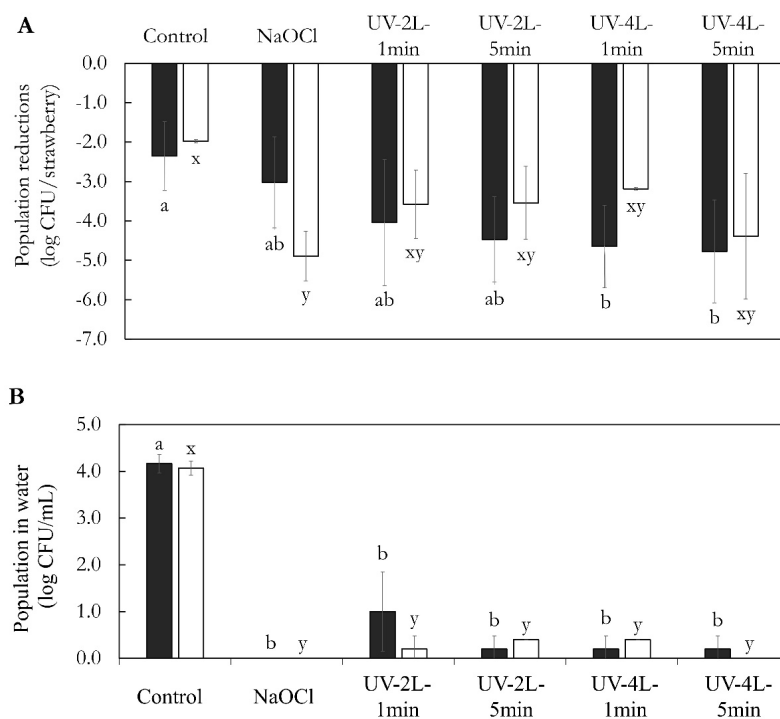 A
Control NaOCl UV-2L-1min UV-2L-5min UV-4L-1min UV-4L-5min
Population reductions
(log CFU/strawberry)
0.0
-1.0
-2.0
-3.0
-4.0
-5.0
-6.0
-7.0
a x ab y ab xy ab xy b xy b xy
B
Population in water
(log CFU/mL)
5.0
4.0
3.0
2.0
1.0
0.0
a x b y b y b y b y b y
Control NaOCl UV-2L-1min UV-2L-5min UV-4L-1min UV-4L-5min